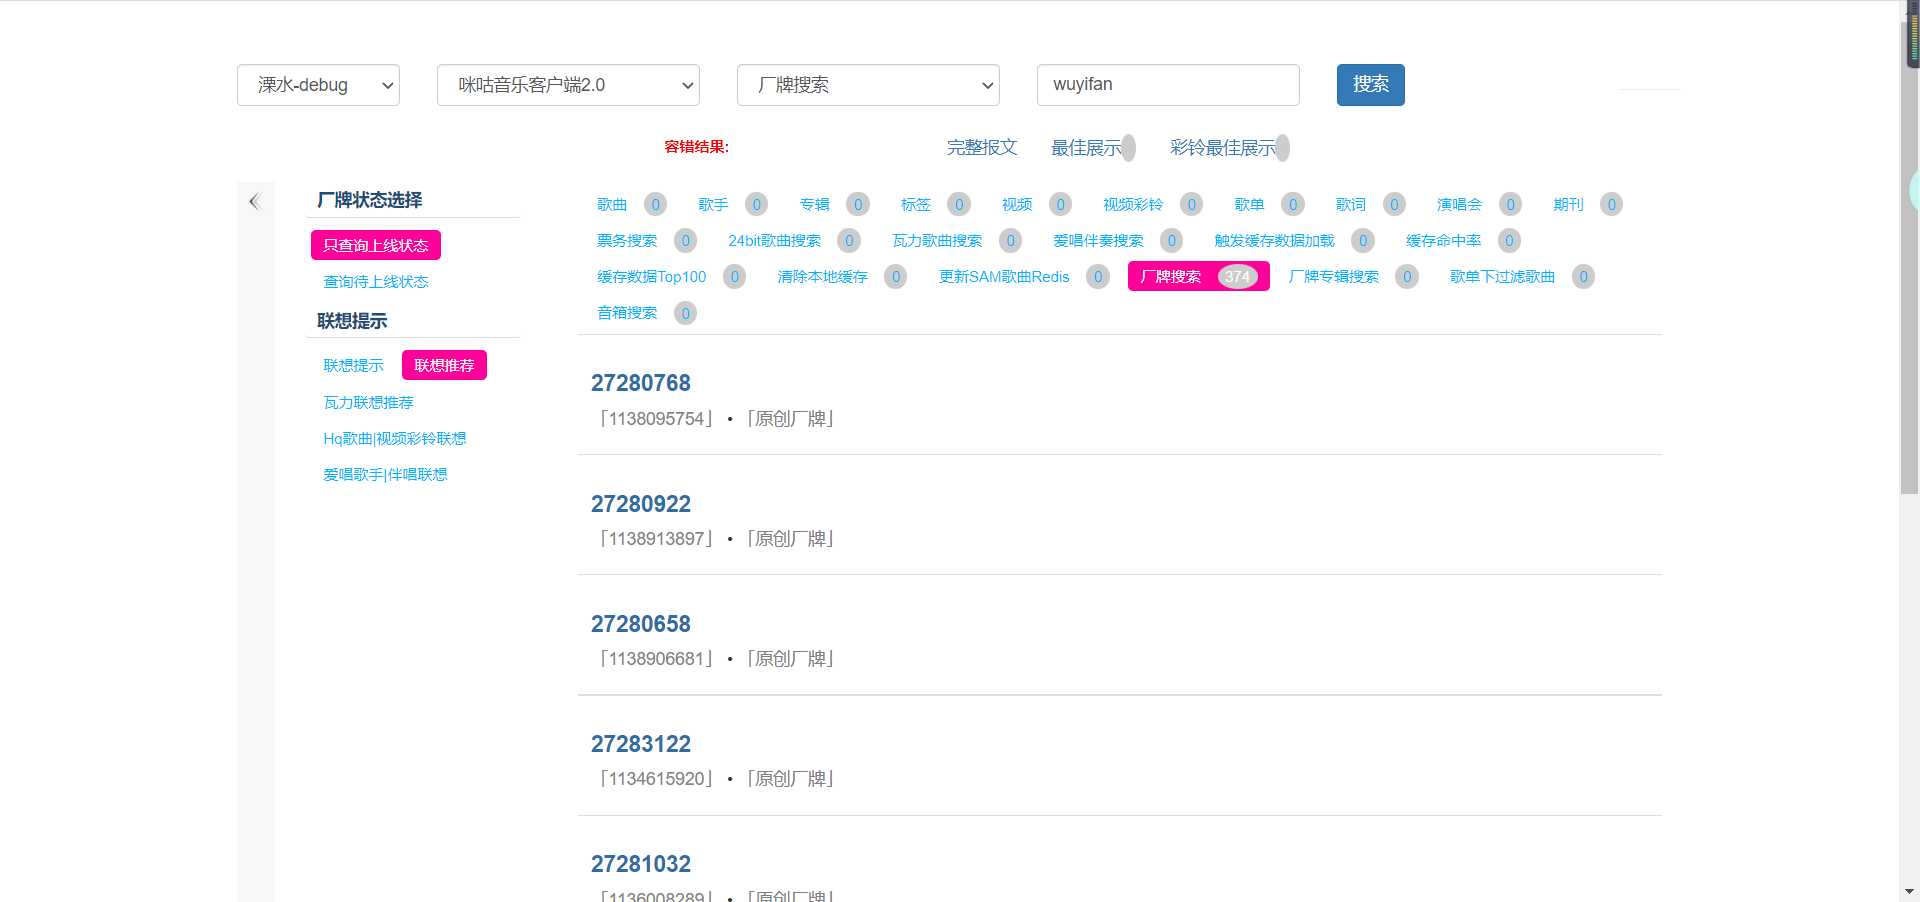 溧水-debug 咪咕音乐客户端2.0 厂牌搜索 wuyifan 搜索
容错结果: 完整报文 最佳展示 彩铃最佳展示
厂牌状态选择
只查询上线状态
查询待上线状态
联想提示
联想提示 联想推荐
瓦力联想推荐
Hq歌曲|视频彩铃联想
爱唱歌手|伴唱联想
歌曲 0 歌手 0 专辑 0 标签 0 视频 0 视频彩铃 0 歌单 0 歌词 0 演唱会 0 期刊 0
票务搜索 0 24bit歌曲搜索 0 瓦力歌曲搜索 0 爱唱伴奏搜索 0 触发缓存数据加载 0 缓存命中率 0
缓存数据Top100 0 清除本地缓存 0 更新SAM歌曲Redis 0 厂牌搜索 374 厂牌专辑搜索 0 歌单下过滤歌曲 0
音箱搜索 0
27280768
「1138095754」 • 「原创厂牌」
27280922
「1138913897」 • 「原创厂牌」
27280658
「1138906681」 • 「原创厂牌」
27283122
「1134615920」 • 「原创厂牌」
27281032
「1136008289」 • 「原创厂牌」